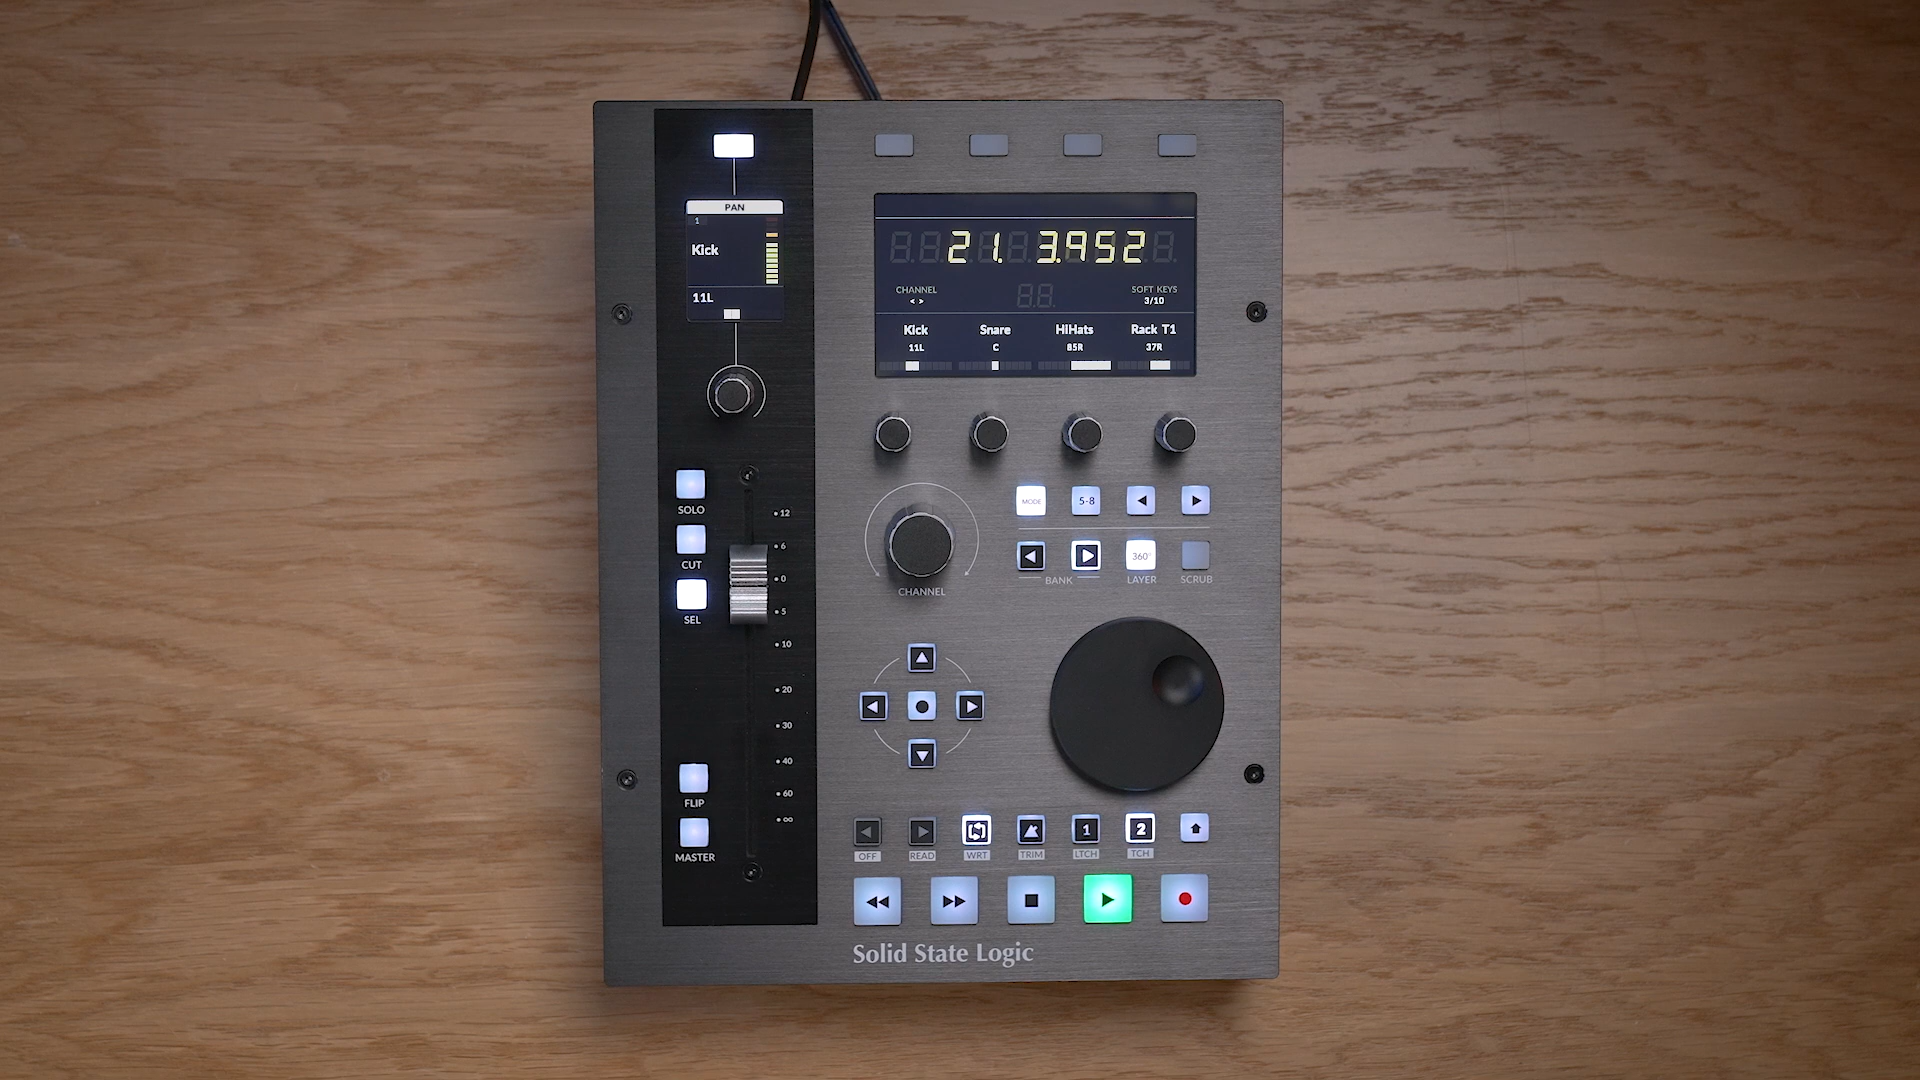 PAN
1
Kick
11L
21. 3.952
CHANNEL
< >
SOFT KEYS
3/10
Kick
Snare
HIHats
Rack T1
11L
C
85R
37R
SOLO
CUT
SEL
12
6
0
5
10
20
30
40
60
∞
FLIP
MASTER
CHANNEL
MODE
5-8
BANK
360°
LAYER
SCRUB
1
2
OFF
READ
WRT
TRIM
LTCH
TCH
Solid State Logic